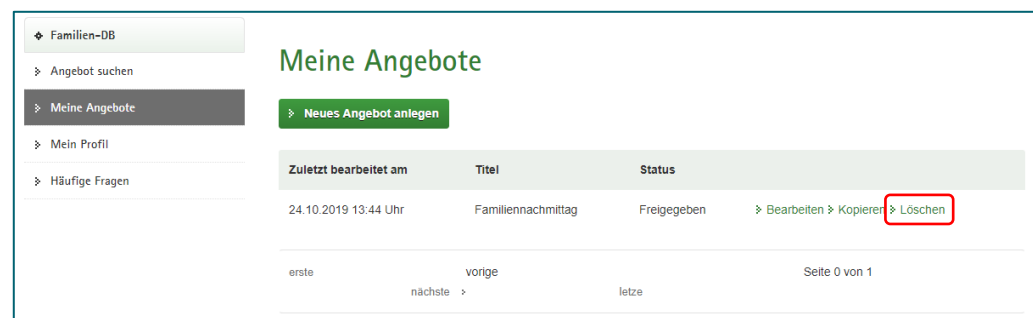 Familien-DB
Angebot suchen
Meine Angebote
Mein Profil
Häufige Fragen
Meine Angebote
Neues Angebot anlegen
Zuletzt bearbeitet am Titel Status
24.10.2019 13:44 Uhr Familiennachmittag Freigegeben Bearbeiten Kopieren Löschen
erste vorige Seite 0 von 1
nächste letze